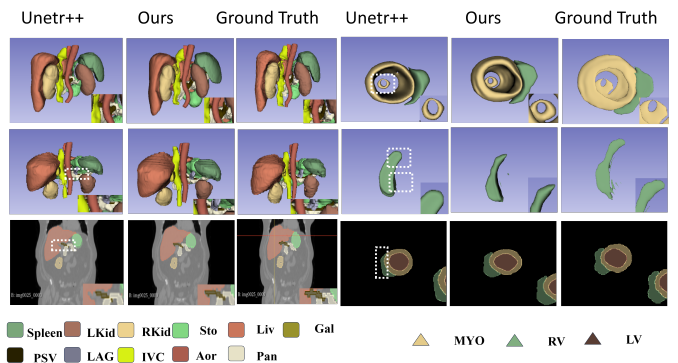 Unetr++ Ours Ground Truth Unetr++ Ours Ground Truth
Spleen LKid RKid Sto Liv Gal
PSV LAG IVC Aor Pan
MYO RV LV